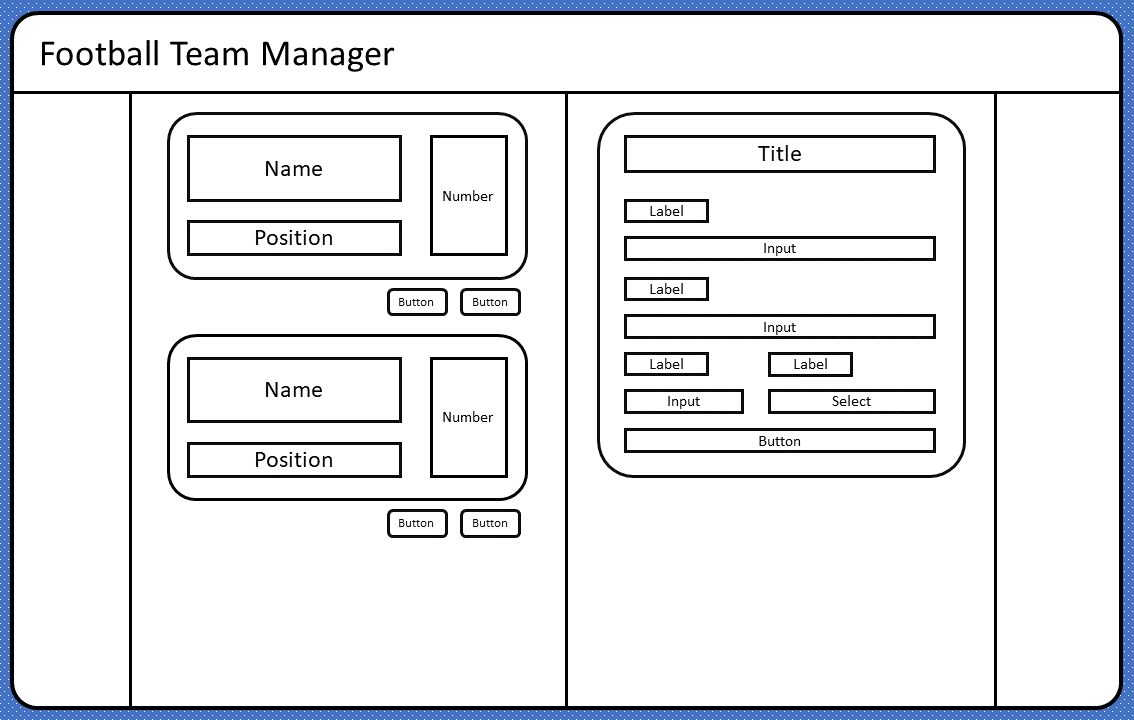 Football Team Manager
Name
Number
Position
Button
Button
Name
Number
Position
Button
Button
Title
Label
Input
Label
Input
Label
Label
Input
Select
Button